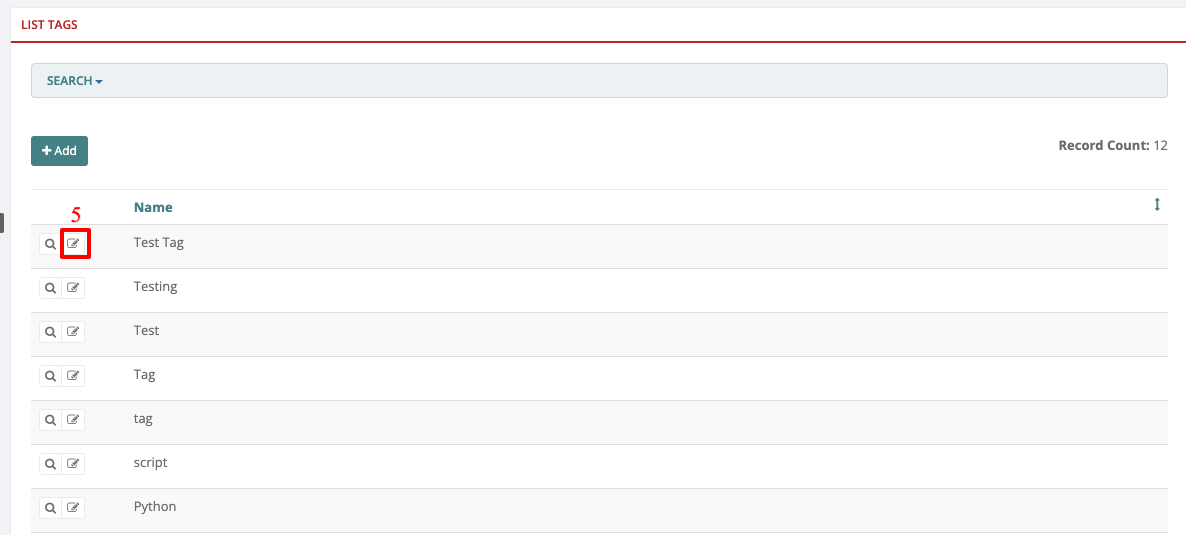 LIST TAGS
SEARCH
Add
Record Count: 12
Name
5
Test Tag
Testing
Test
Tag
tag
script
Python